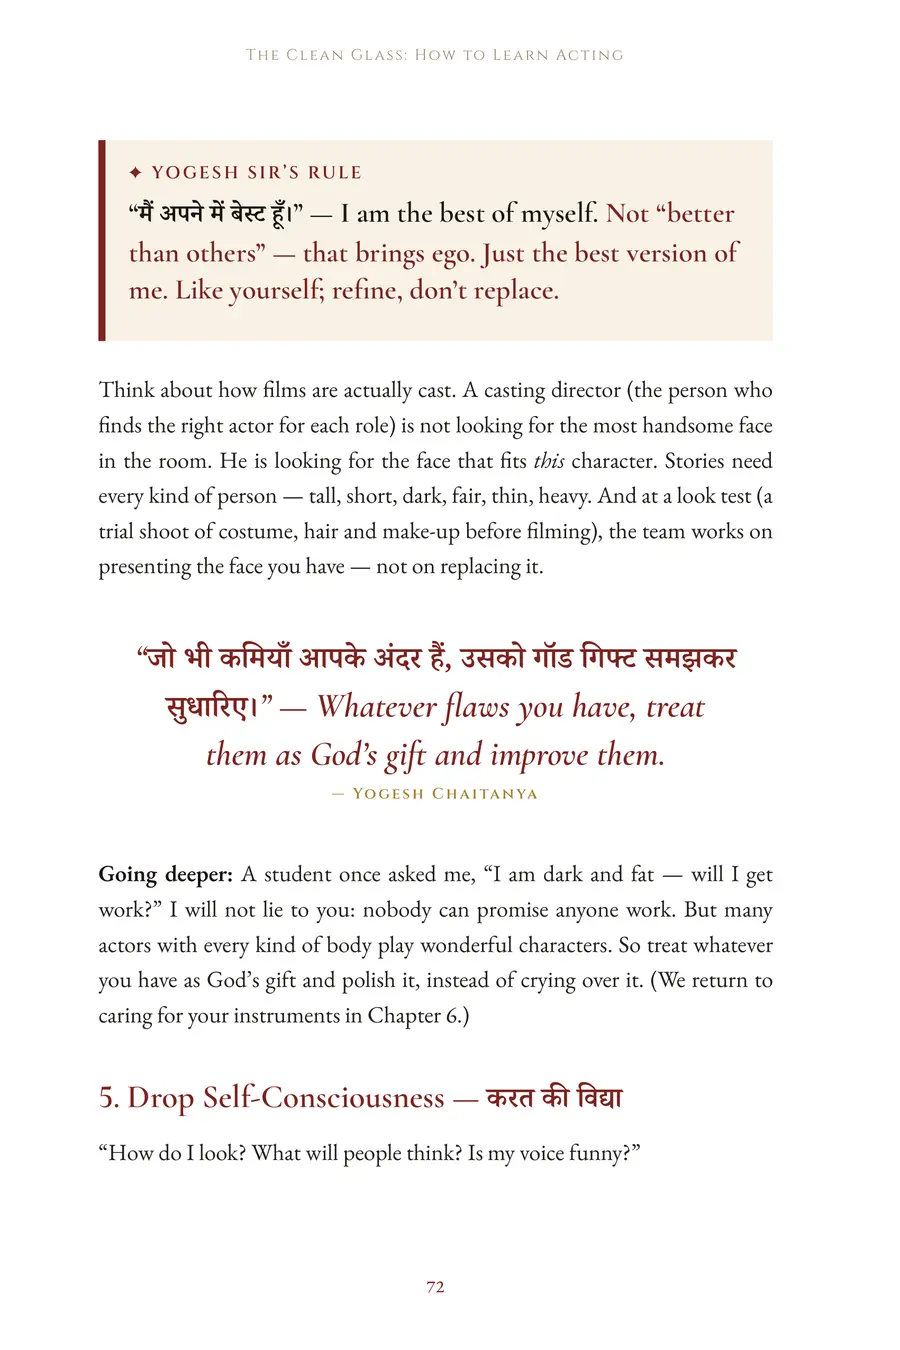 The Clean Glass: How to Learn Acting
✦ YOGESH SIR’S RULE
“मैं अपने में बेस्ट हूँ।” — I am the best of myself. Not “better
than others” — that brings ego. Just the best version of
me. Like yourself; refine, don’t replace.
Think about how films are actually cast. A casting director (the person who
finds the right actor for each role) is not looking for the most handsome face
in the room. He is looking for the face that fits this character. Stories need
every kind of person — tall, short, dark, fair, thin, heavy. And at a look test (a
trial shoot of costume, hair and make-up before filming), the team works on
presenting the face you have — not on replacing it.
“जो भी कमियाँ आपके अंदर हैं, उसको गॉड गिफ्ट समझकर
सुधारिए।” — Whatever flaws you have, treat
them as God’s gift and improve them.
— Yogesh Chaitanya
Going deeper: A student once asked me, “I am dark and fat — will I get
work?” I will not lie to you: nobody can promise anyone work. But many
actors with every kind of body play wonderful characters. So treat whatever
you have as God’s gift and polish it, instead of crying over it. (We return to
caring for your instruments in Chapter 6.)
5. Drop Self-Consciousness — करत की विद्या
“How do I look? What will people think? Is my voice funny?”
72